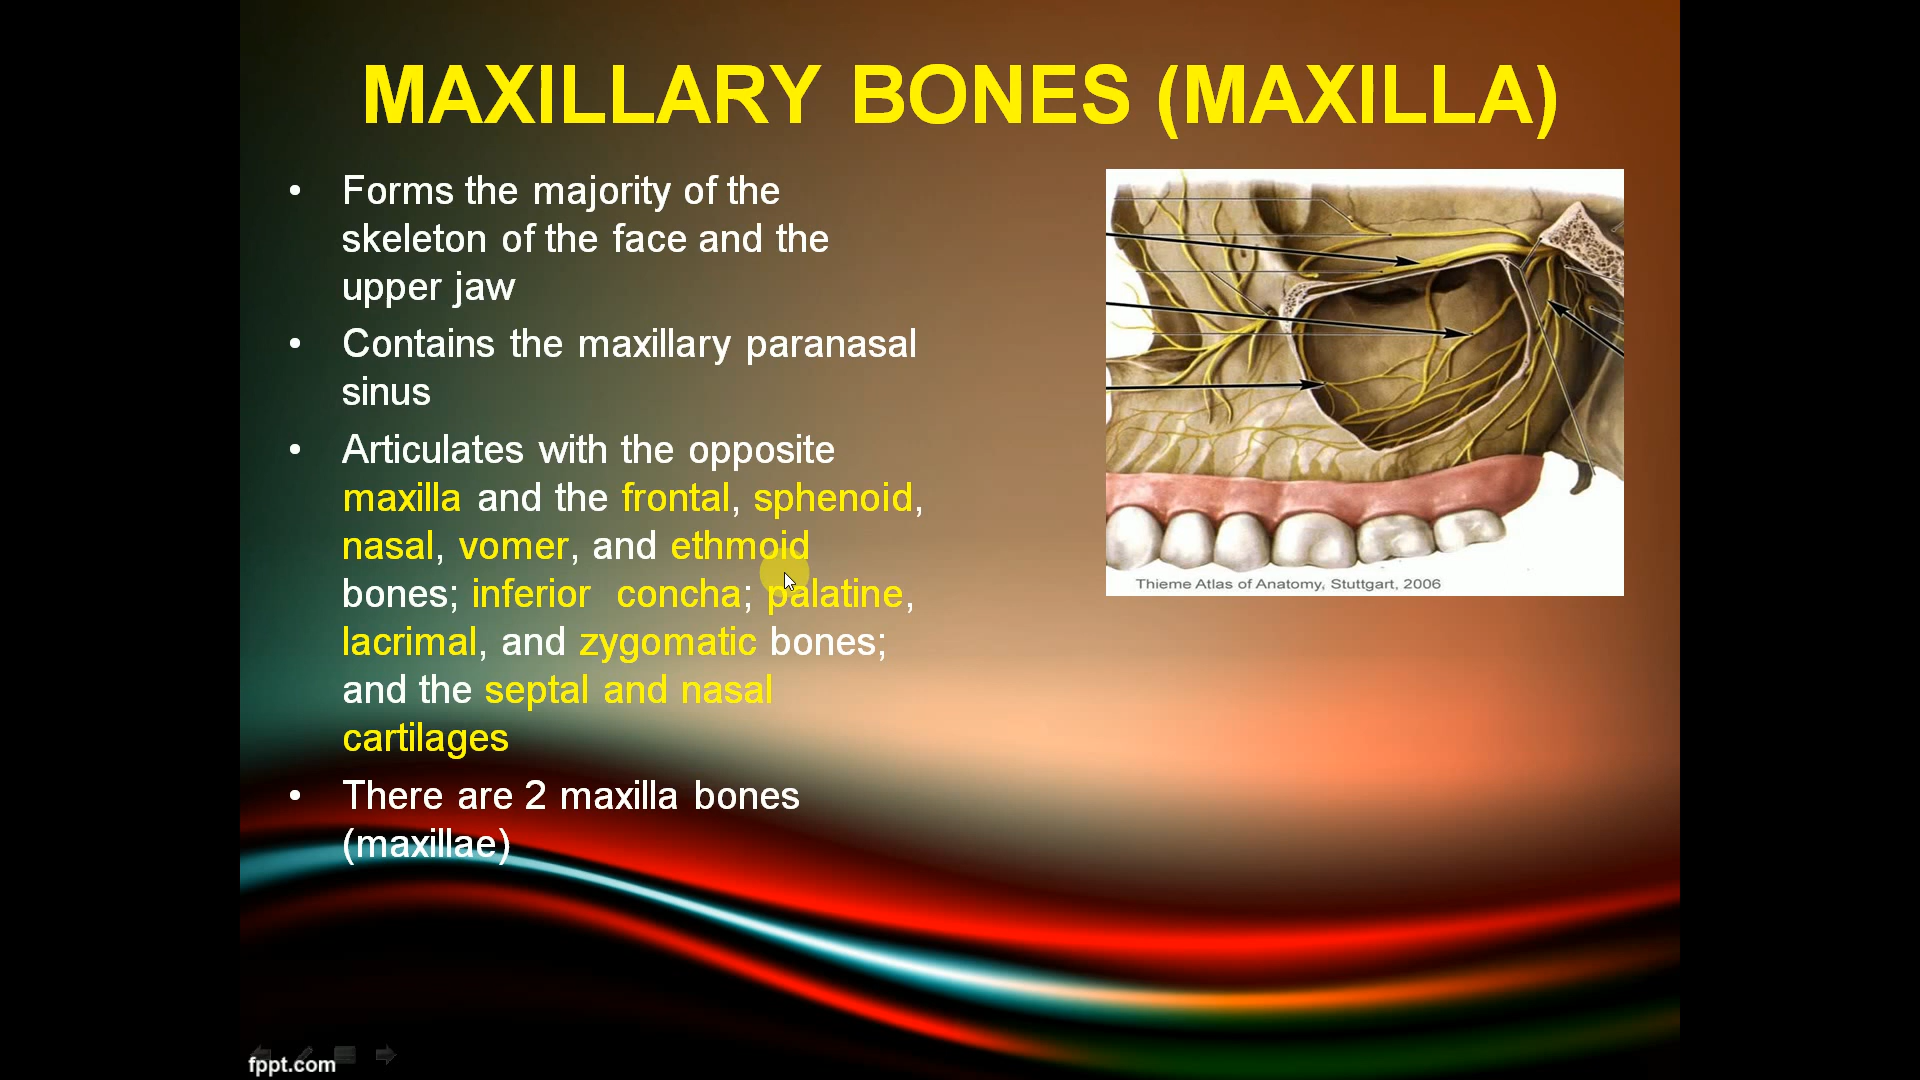 MAXILLARY BONES (MAXILLA)
• Forms the majority of the
skeleton of the face and the
upper jaw
• Contains the maxillary paranasal
sinus
• Articulates with the opposite
maxilla and the frontal, sphenoid,
nasal, vomer, and ethmoid
bones; inferior concha; palatine,
lacrimal, and zygomatic bones;
and the septal and nasal
cartilages
• There are 2 maxilla bones
(maxillae)
Thieme Atlas of Anatomy, Stuttgart, 2006
fppt.com